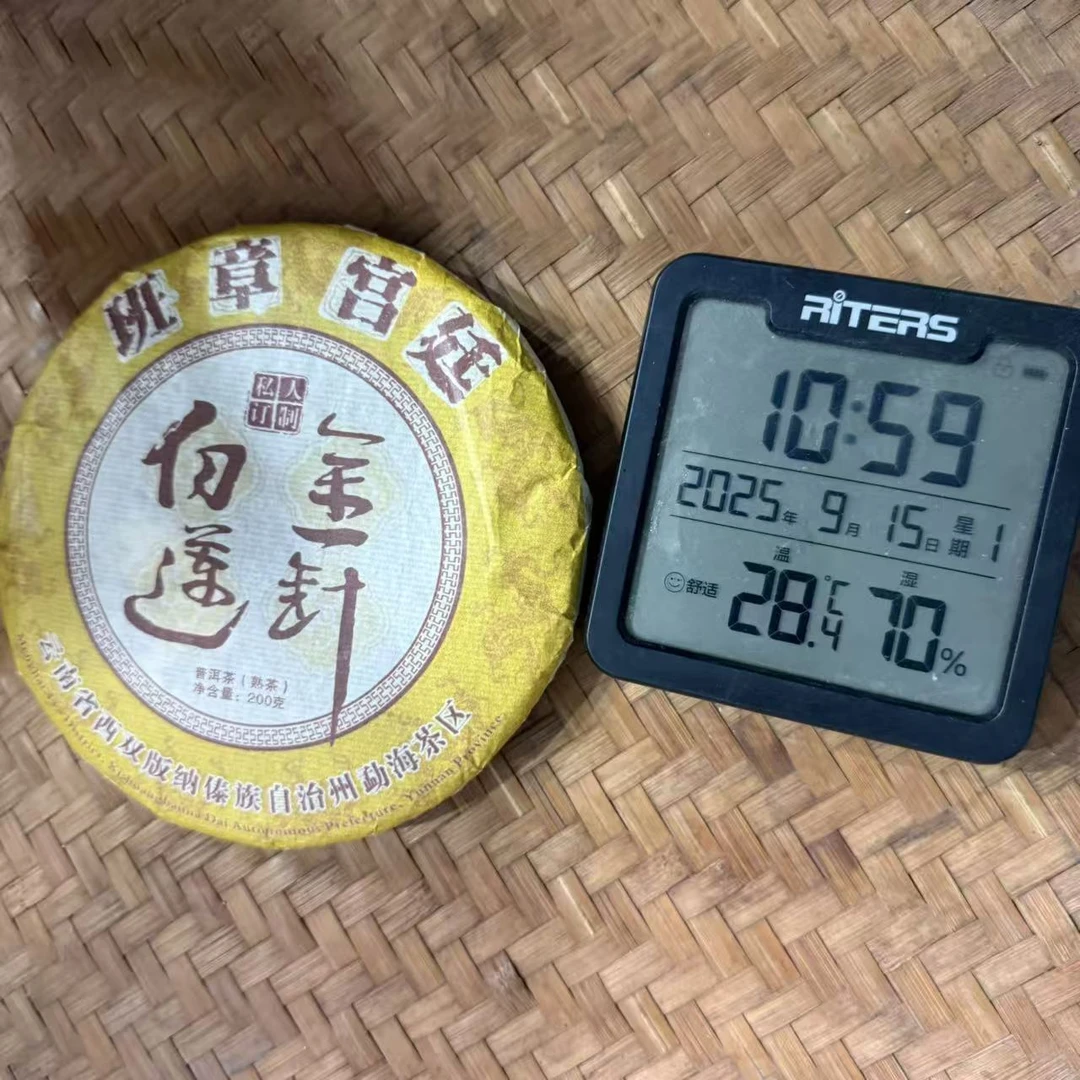 班章宫廷
私人
订制
金针
白莲
普洱茶（熟茶）
净含量：200克
云南省西双版纳傣族自治州勐海茶区
RITERS
10:59
2025年 9月 15日 星期 1
温 湿
舒适 28.4℃ 70%